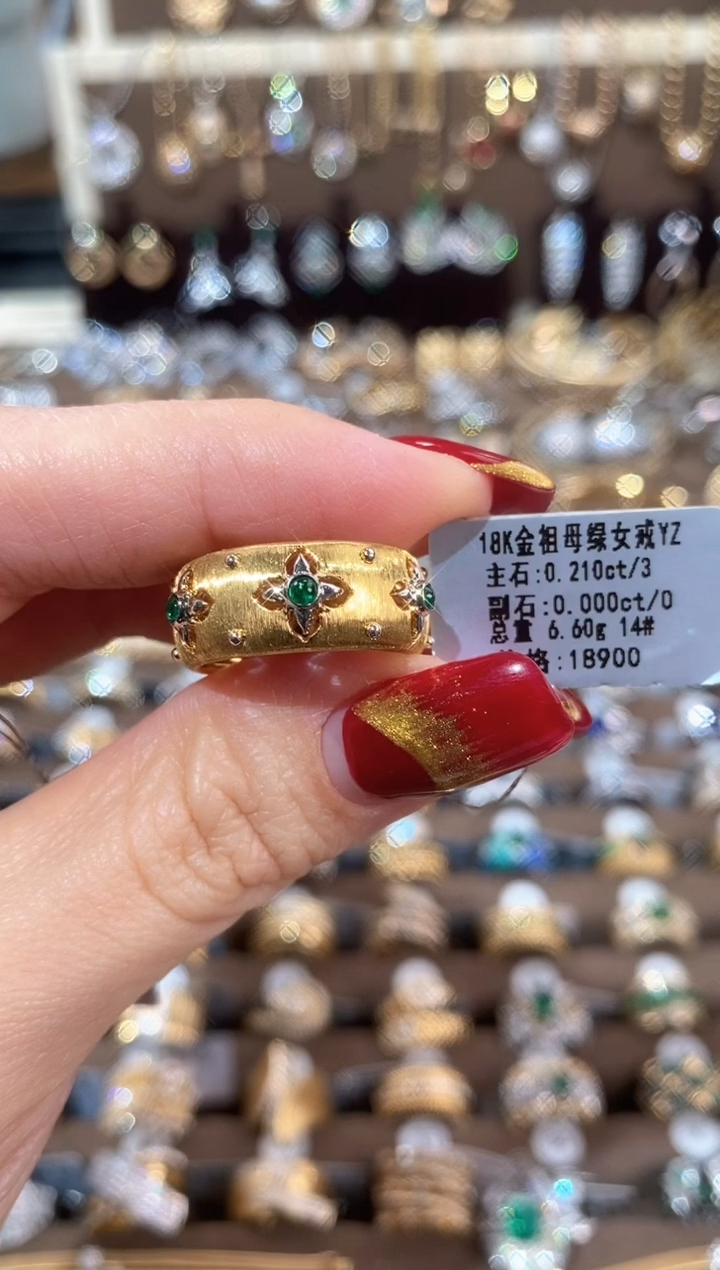 18K金祖母绿女戒YZ
主石:0.210ct/3
副石:0.000ct/0
总重 6.60g 14#
格:18900